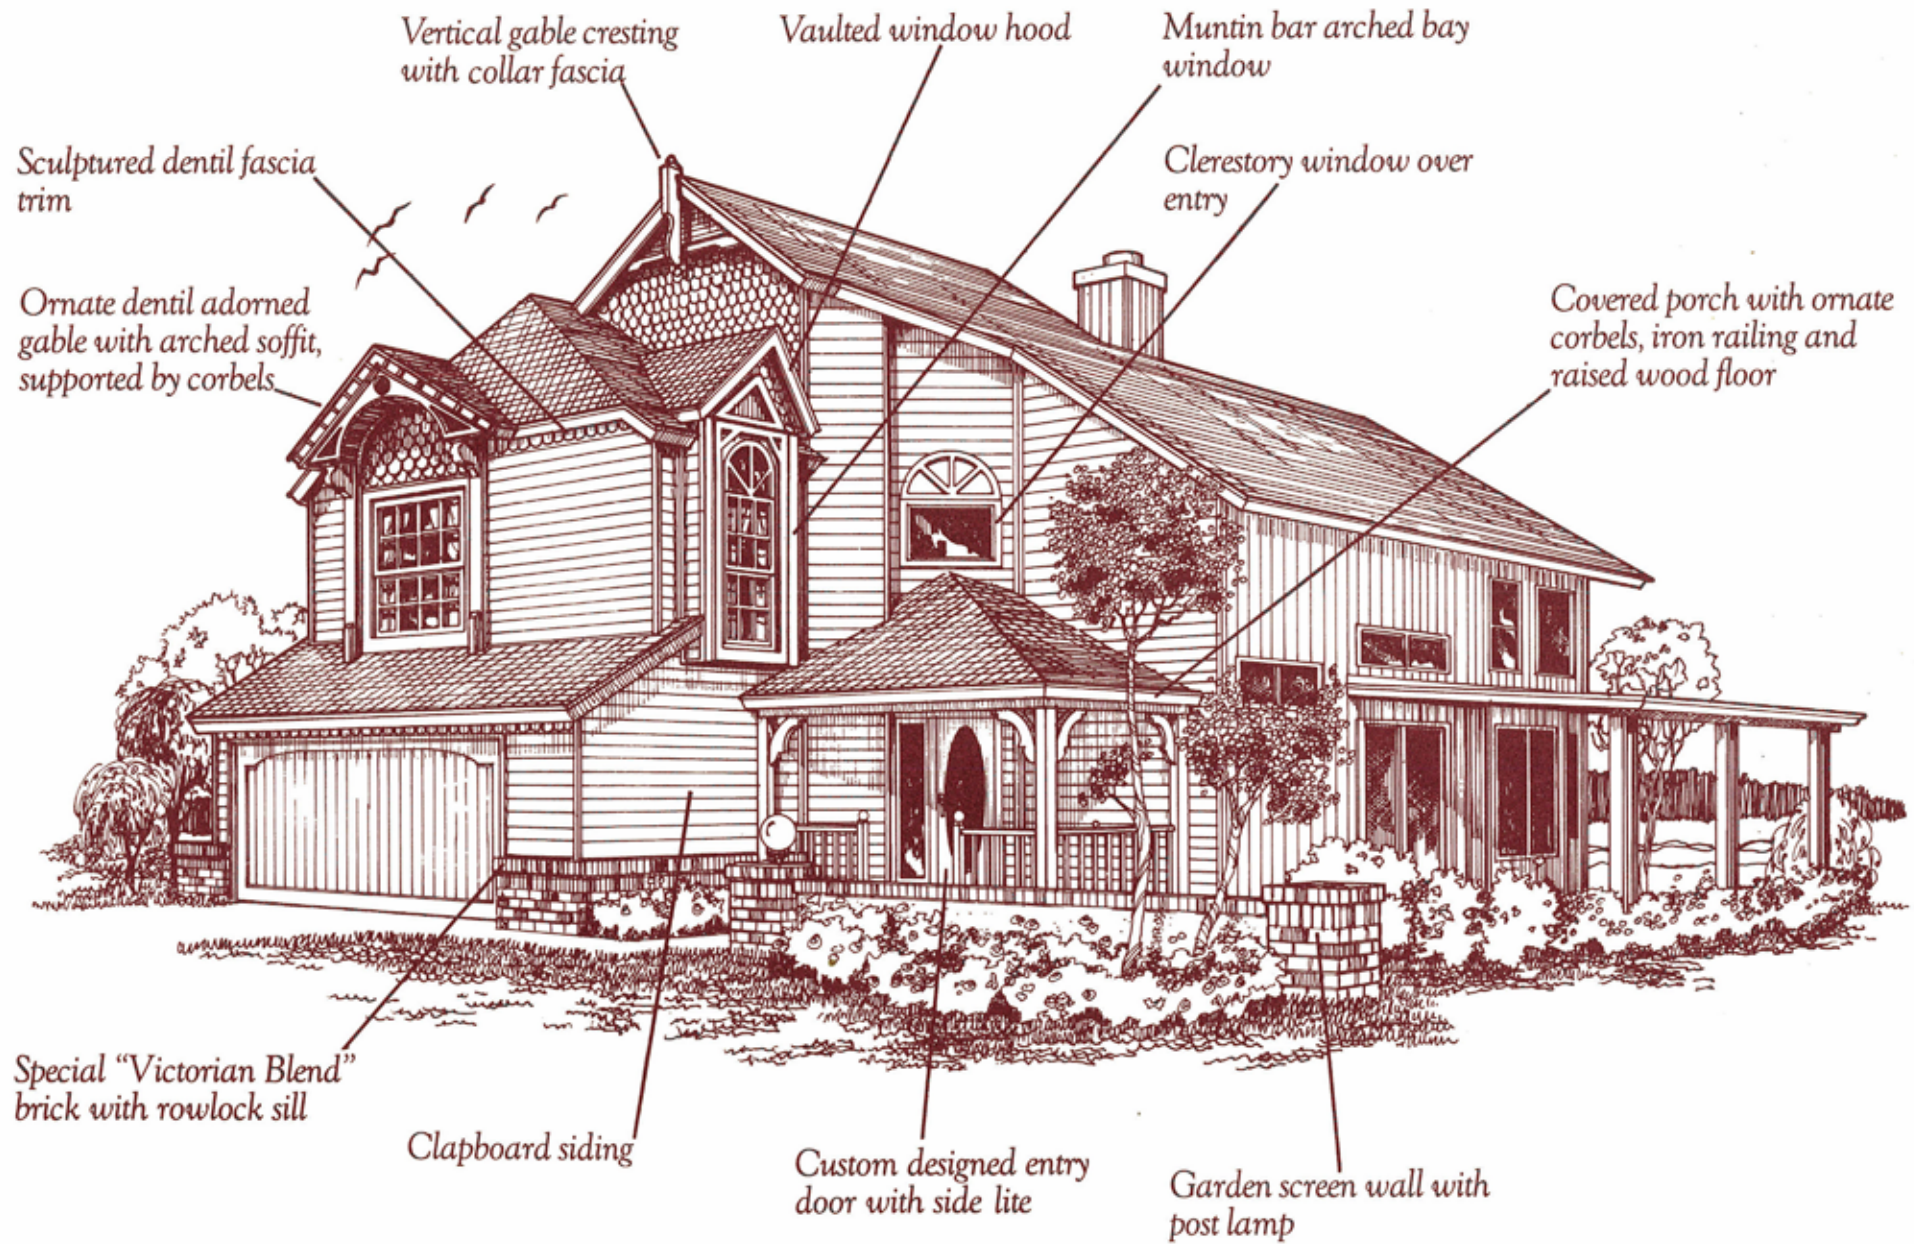 Vertical gable cresting
with collar fascia
Vaulted window hood
Muntin bar arched bay
window
Sculptured dentil fascia
trim
Clerestory window over
entry
Ornate dentil adorned
gable with arched soffit,
supported by corbels
Covered porch with ornate
corbels, iron railing and
raised wood floor
Special “Victorian Blend”
brick with rowlock sill
Clapboard siding
Custom designed entry
door with side lite
Garden screen wall with
post lamp